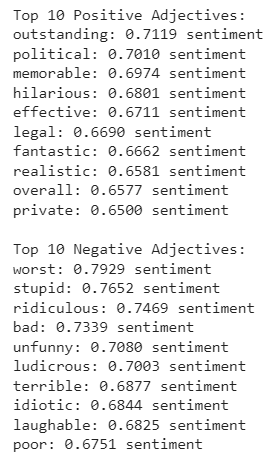 Top 10 Positive Adjectives:
outstanding: 0.7119 sentiment
political: 0.7010 sentiment
memorable: 0.6974 sentiment
hilarious: 0.6801 sentiment
effective: 0.6711 sentiment
legal: 0.6690 sentiment
fantastic: 0.6662 sentiment
realistic: 0.6581 sentiment
overall: 0.6577 sentiment
private: 0.6500 sentiment

Top 10 Negative Adjectives:
worst: 0.7929 sentiment
stupid: 0.7652 sentiment
ridiculous: 0.7469 sentiment
bad: 0.7339 sentiment
unfunny: 0.7080 sentiment
ludicrous: 0.7003 sentiment
terrible: 0.6877 sentiment
idiotic: 0.6844 sentiment
laughable: 0.6825 sentiment
poor: 0.6751 sentiment